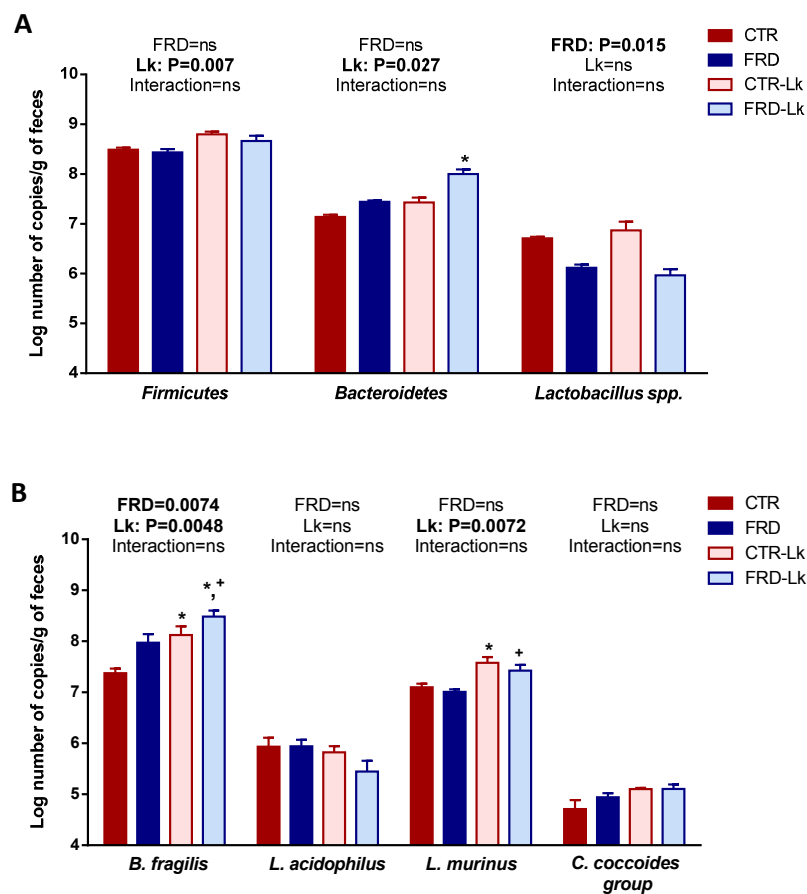 A
FRD=ns
Lk: P=0.007
Interaction=ns
FRD=ns
Lk: P=0.027
Interaction=ns
FRD: P=0.015
Lk=ns
Interaction=ns
CTR
FRD
CTR-Lk
FRD-Lk
Log number of copies/g of feces
10
9
8
7
6
5
4
*
Firmicutes
Bacteroidetes
Lactobacillus spp.
B
FRD=0.0074
Lk: P=0.0048
Interaction=ns
FRD=ns
Lk=ns
Interaction=ns
FRD=ns
Lk: P=0.0072
Interaction=ns
FRD=ns
Lk=ns
Interaction=ns
CTR
FRD
CTR-Lk
FRD-Lk
Log number of copies/g of feces
10
9
8
7
6
5
4
*
*,+
*
+
B. fragilis
L. acidophilus
L. murinus
C. coccoides
group